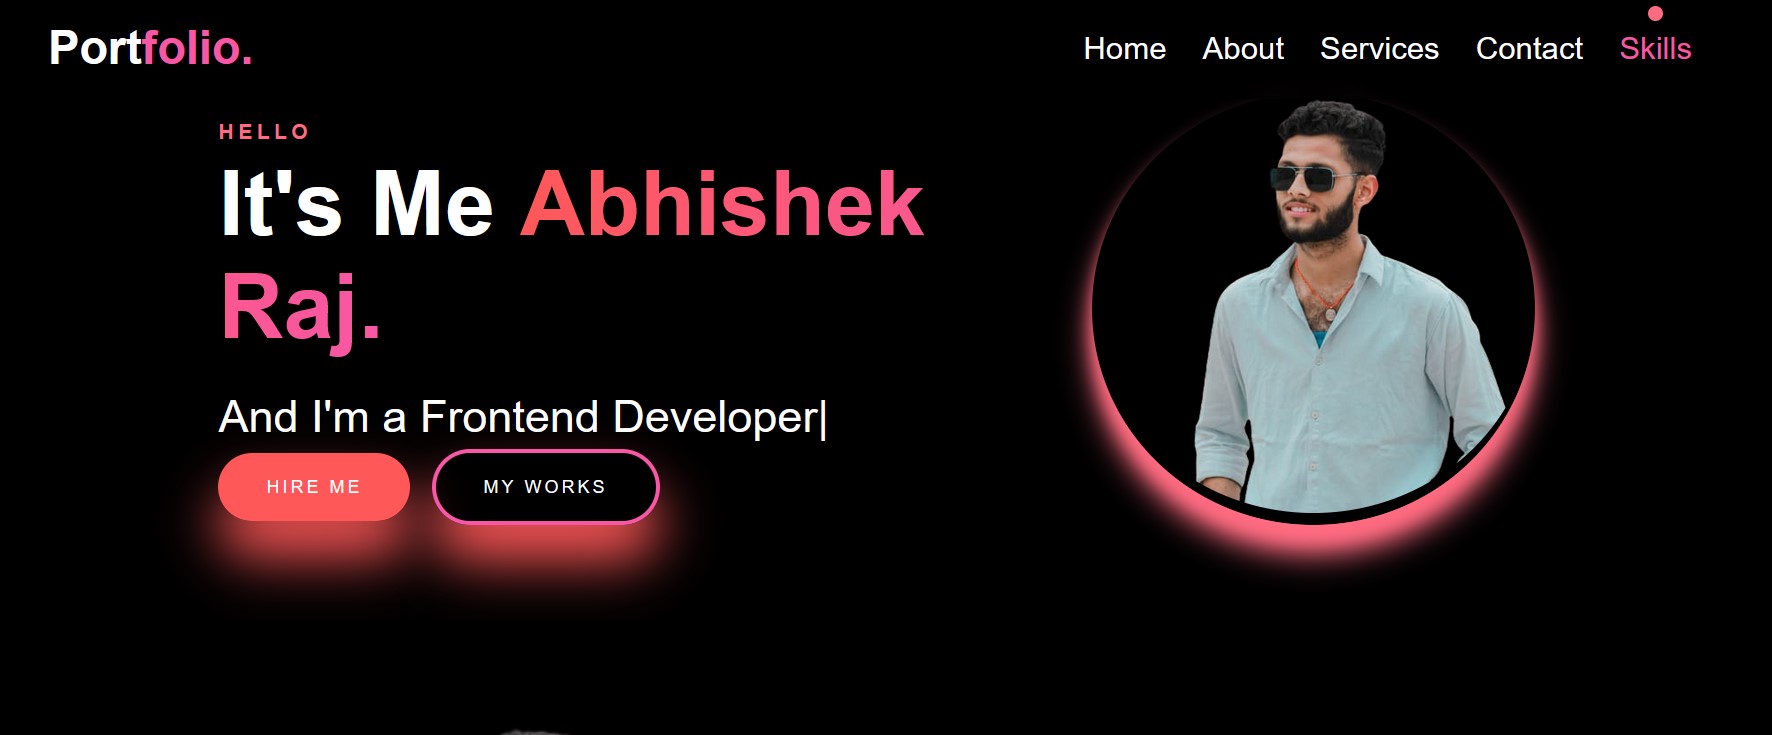 Portfolio.
Home About Services Contact Skills
HELLO
It's Me Abhishek
Raj.
And I'm a Frontend Developer|
HIRE ME MY WORKS